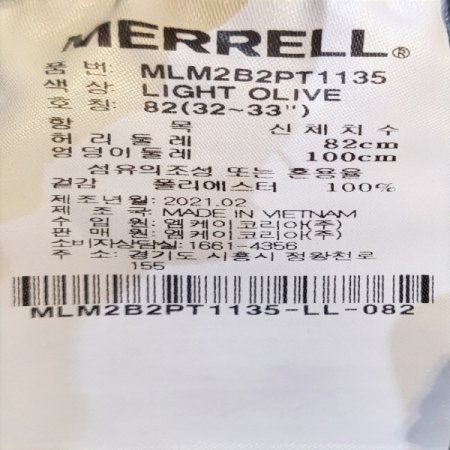 MERRELL®
품 번 MLM2B2PT1135
색 상 LIGHT OLIVE
호 칭: 82(32~33")
항 목 신체치수
허리둘레 82cm
엉덩이둘레 100cm
섬유의조성 또는 혼용율
겉감 폴리에스터 100%
제조년월: 2021.02
제 조 국: MADE IN VIETNAM
수 입 원: 엠케이코리아(주)
판 매 원: 엠케이코리아(주)
소비자상담실: 1661-4356
주 소: 경기도 시흥시 정왕천로
155
MLM2B2PT1135-LL-082